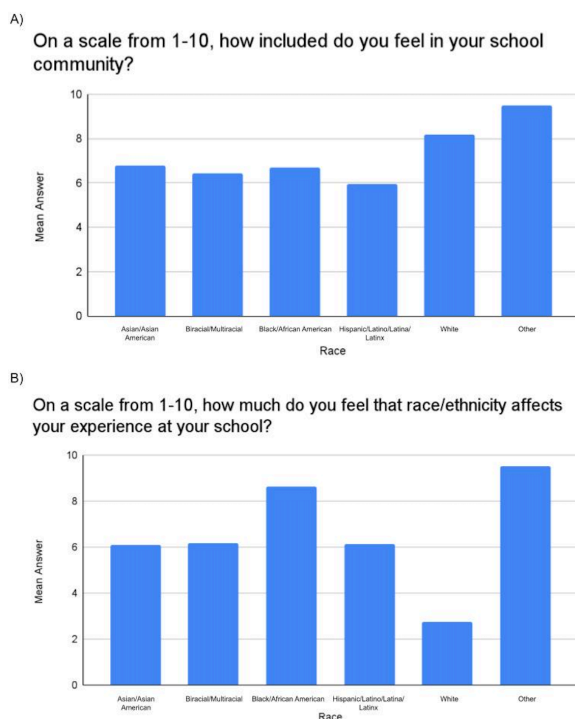 A)
On a scale from 1-10, how included do you feel in your school
community?
10
8
6
4
2
0
Mean Answer
Asian/Asian
American
Biracial/Multiracial
Black/African American
Hispanic/Latino/Latina/
Latinx
White
Other
Race
B)
On a scale from 1-10, how much do you feel that race/ethnicity affects
your experience at your school?
10
8
6
4
2
0
Mean Answer
Asian/Asian
American
Biracial/Multiracial
Black/African American
Hispanic/Latino/Latina/
Latinx
White
Other
Race